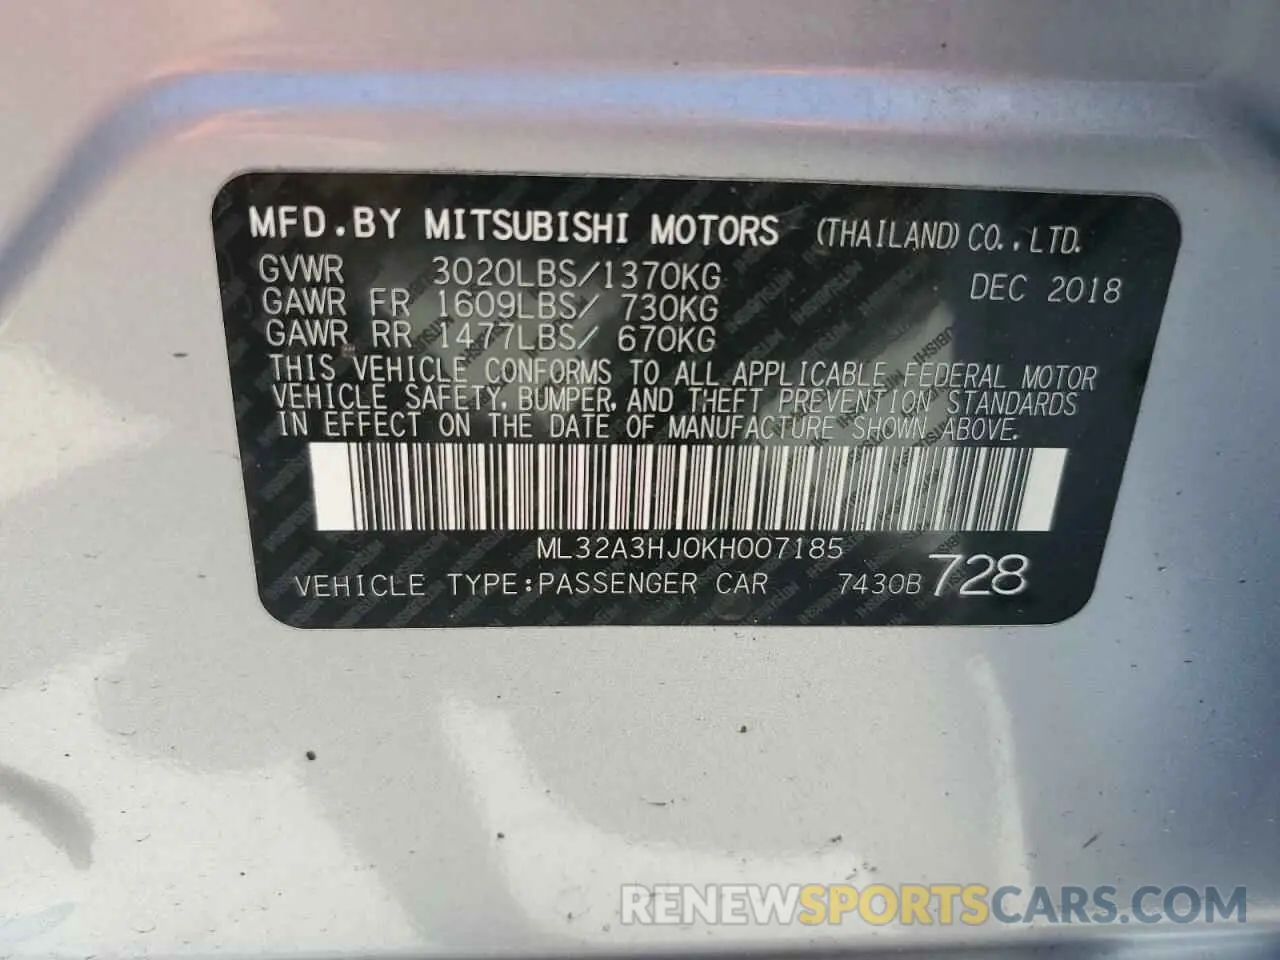 MFD.BY MITSUBISHI MOTORS (THAILAND) CO.,LTD.
GVWR 3020LBS/1370KG DEC 2018
GAWR FR 1609LBS/ 730KG
GAWR RR 1477LBS/ 670KG
THIS VEHICLE CONFORMS TO ALL APPLICABLE FEDERAL MOTOR
VEHICLE SAFETY, BUMPER, AND THEFT PREVENTION STANDARDS
IN EFFECT ON THE DATE OF MANUFACTURE SHOWN ABOVE.
ML32A3HJ0KH007185
VEHICLE TYPE:PASSENGER CAR 7430B 728
RENEWSPORTSCARS.COM